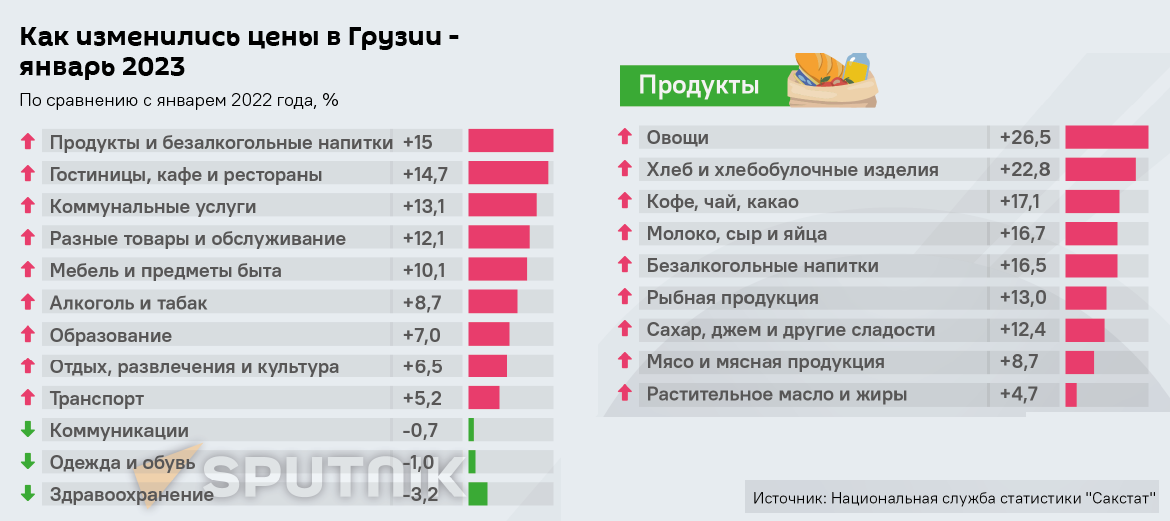 Как изменились цены в Грузии -
январь 2023
По сравнению с январем 2022 года, %
Продукты и безалкогольные напитки +15
Гостиницы, кафе и рестораны +14,7
Коммунальные услуги +13,1
Разные товары и обслуживание +12,1
Мебель и предметы быта +10,1
Алкоголь и табак +8,7
Образование +7,0
Отдых, развлечения и культура +6,5
Транспорт +5,2
Коммуникации -0,7
Одежда и обувь -1,0
Здравоохранение -3,2
SPUTNIK
Продукты
Овощи +26,5
Хлеб и хлебобулочные изделия +22,8
Кофе, чай, какао +17,1
Молоко, сыр и яйца +16,7
Безалкогольные напитки +16,5
Рыбная продукция +13,0
Сахар, джем и другие сладости +12,4
Мясо и мясная продукция +8,7
Растительное масло и жиры +4,7
Источник: Национальная служба статистики "Сакстат"